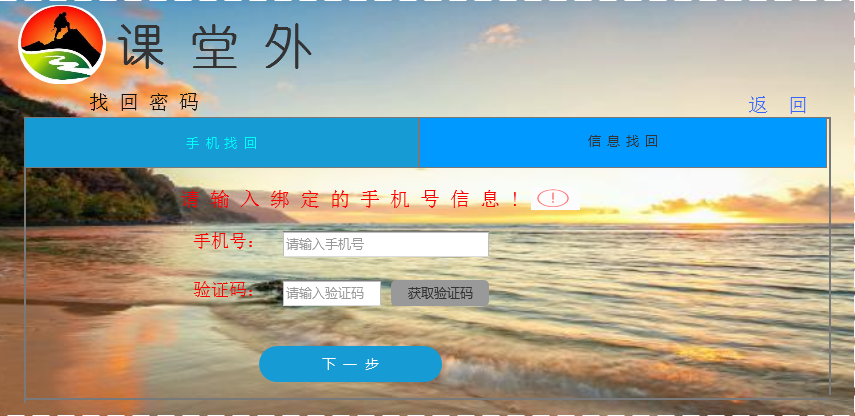 课堂外
找回密码
返 回
手机找回
信息找回
请输入绑定的手机号信息！
手机号： 请输入手机号
验证码： 请输入验证码 获取验证码
下一步